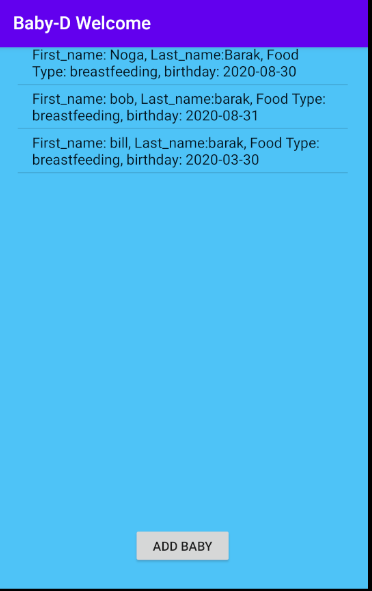 Baby-D Welcome
First_name: Noga, Last_name:Barak, Food
Type: breastfeeding, birthday: 2020-08-30
First_name: bob, Last_name:barak, Food Type:
breastfeeding, birthday: 2020-08-31
First_name: bill, Last_name:barak, Food Type:
breastfeeding, birthday: 2020-03-30
ADD BABY